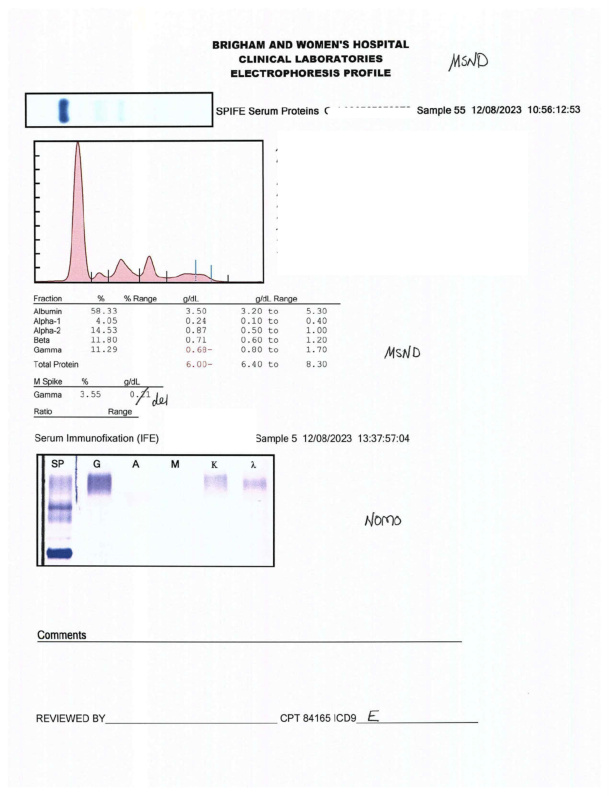 BRIGHAM AND WOMEN'S HOSPITAL
CLINICAL LABORATORIES
ELECTROPHORESIS PROFILE
MSND
SPIFE Serum Proteins Sample 55 12/08/2023 10:56:12:53
Fraction % % Range g/dL g/dL Range
Albumin 58.33 3.50 3.20 to 5.30
Alpha-1 4.05 0.24 0.10 to 0.40
Alpha-2 14.53 0.87 0.50 to 1.00
Beta 11.80 0.71 0.60 to 1.20
Gamma 11.29 0.68- 0.80 to 1.70
MSND
Total Protein 6.00- 6.40 to 8.30
M Spike % g/dL
Gamma 3.55 0.21 del
Ratio Range
Serum Immunofixation (IFE) Sample 5 12/08/2023 13:37:57:04
SP G A M K λ
NOMO
Comments
REVIEWED BY CPT 84165 ICD9 E